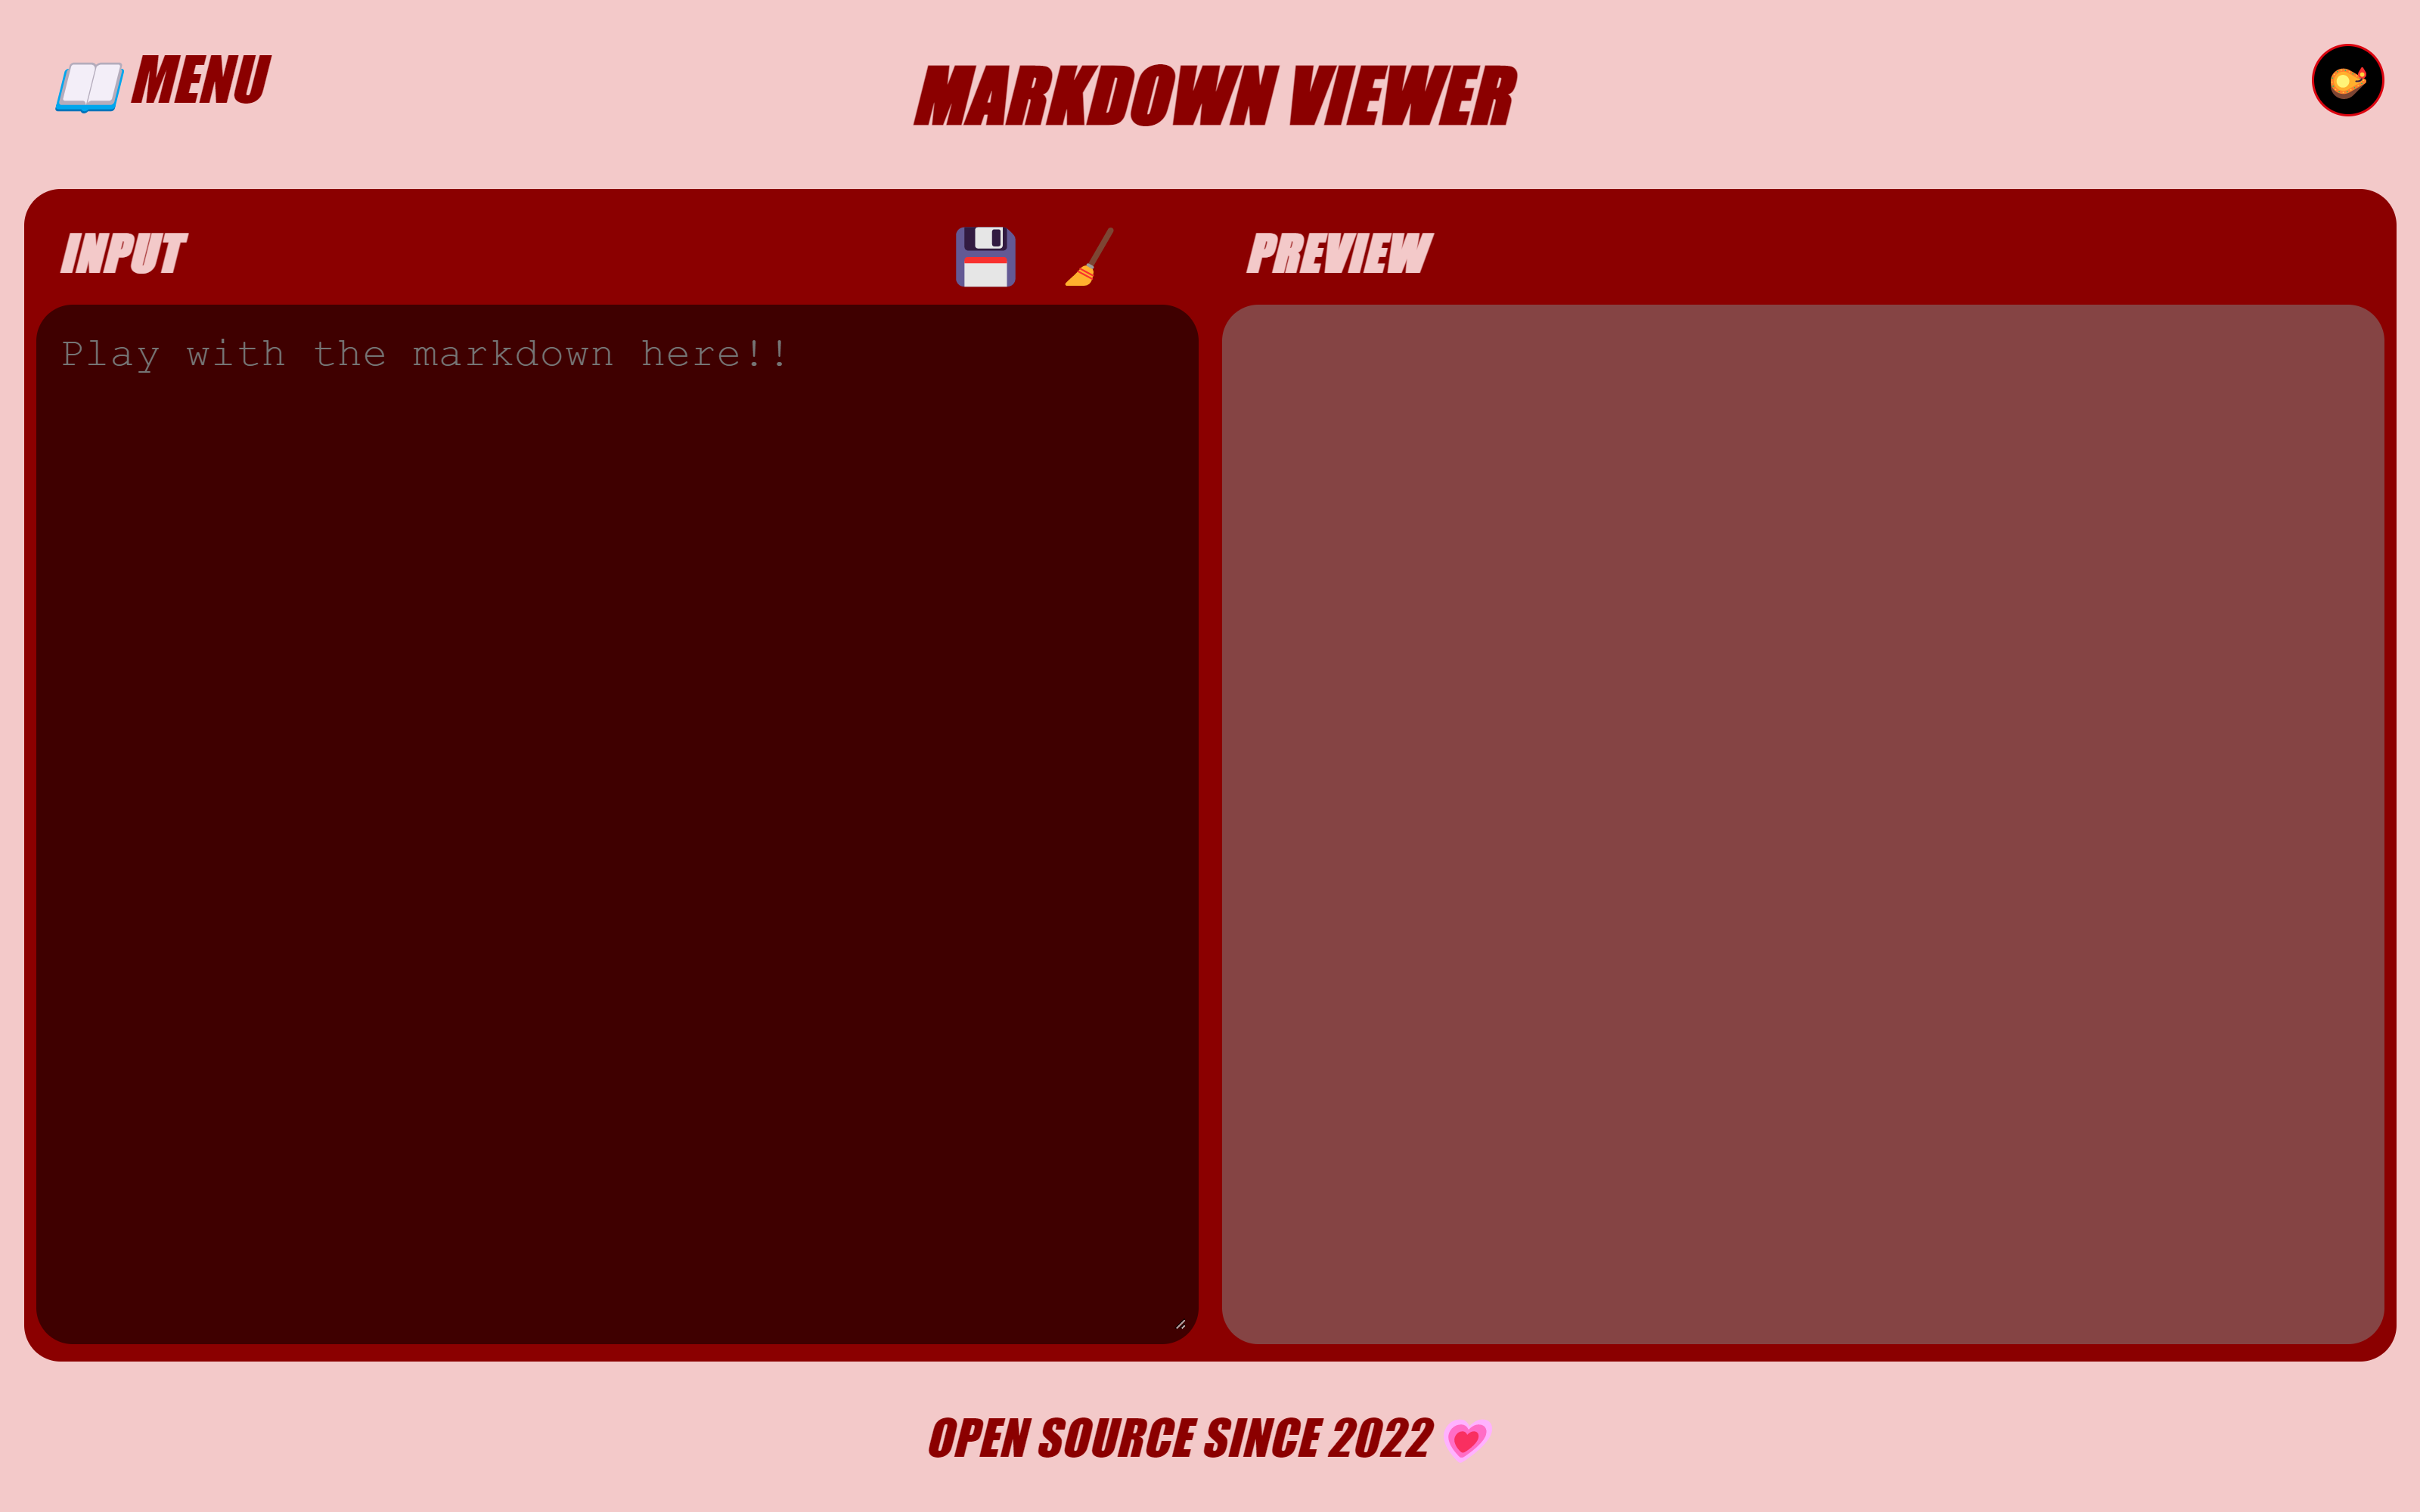 MENU
MARKDOWN VIEWER
INPUT
PREVIEW
Play with the markdown here!!
OPEN SOURCE SINCE 2022